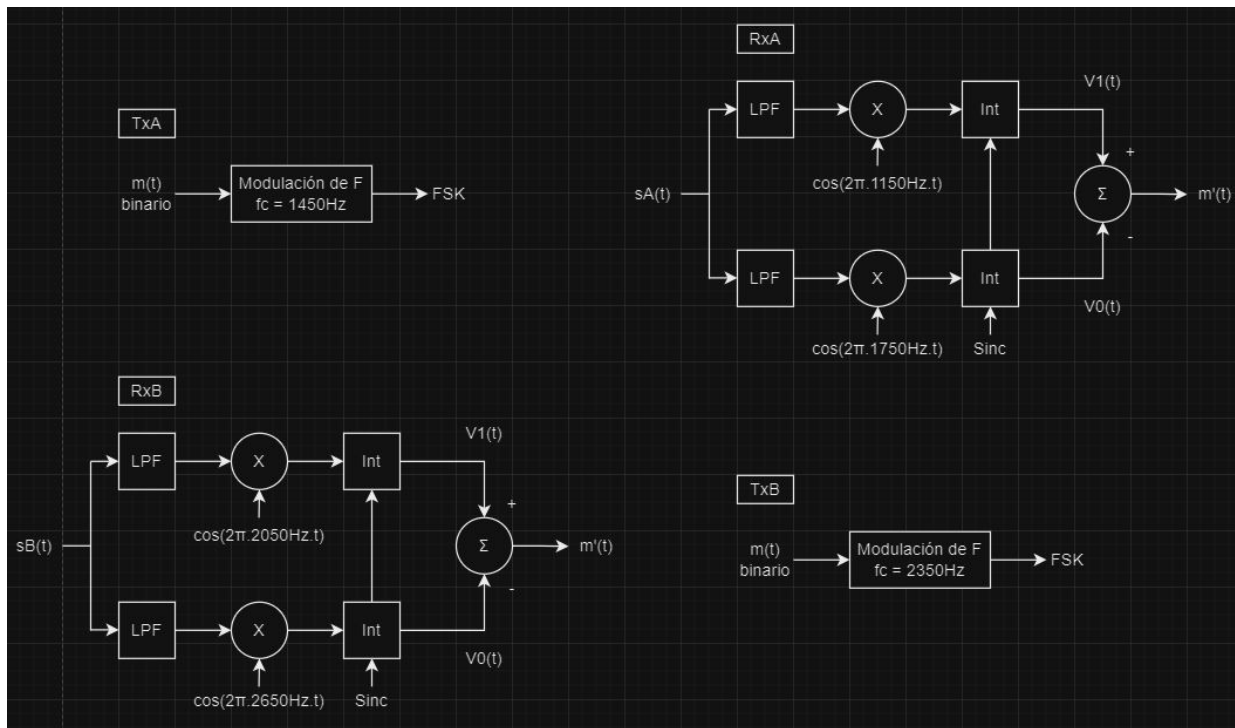 TxA
m(t)
binario
Modulación de F
fc = 1450Hz
FSK
RxA
sA(t)
LPF
X
Int
V1(t)
cos(2π.1150Hz.t)
+
Σ
m'(t)
-
LPF
X
Int
V0(t)
cos(2π.1750Hz.t)
Sinc
RxB
sB(t)
LPF
X
Int
V1(t)
cos(2π.2050Hz.t)
+
Σ
m'(t)
-
LPF
X
Int
V0(t)
cos(2π.2650Hz.t)
Sinc
TxB
m(t)
binario
Modulación de F
fc = 2350Hz
FSK